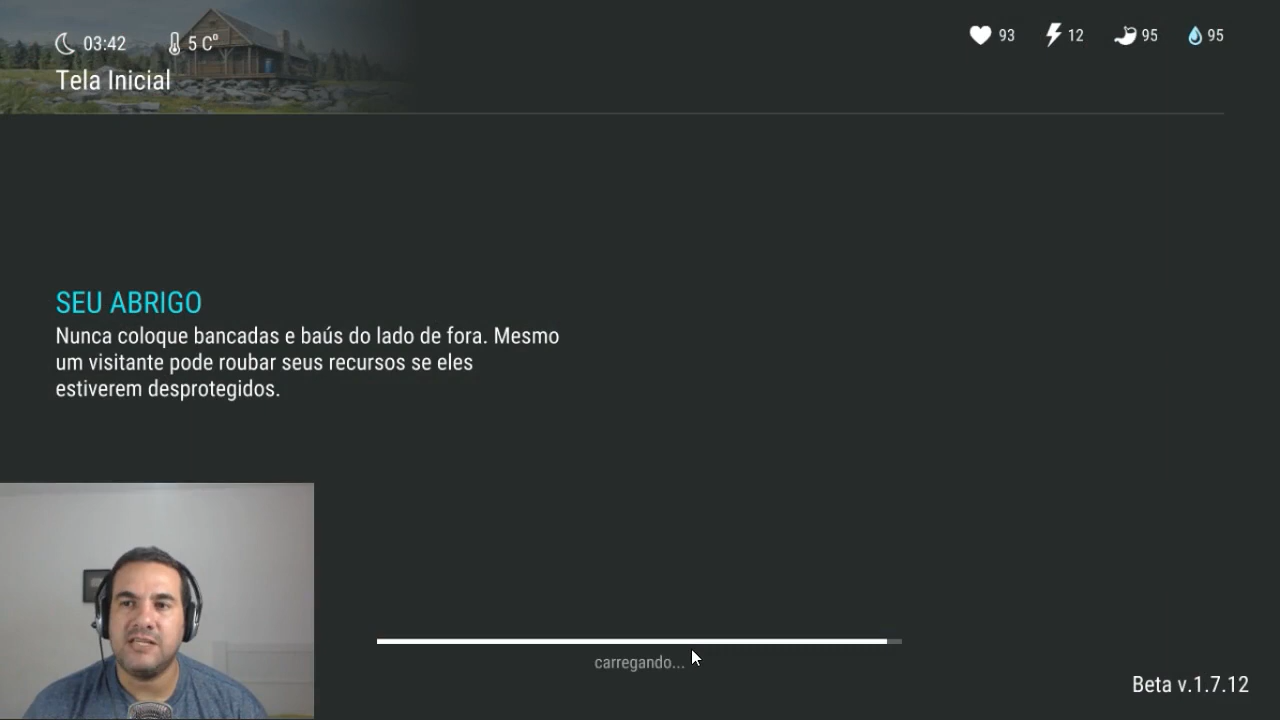 03:42 5 Cº
93 12 95 95
Tela Inicial
SEU ABRIGO
Nunca coloque bancadas e baús do lado de fora. Mesmo
um visitante pode roubar seus recursos se eles
estiverem desprotegidos.
carregando...
Beta v.1.7.12